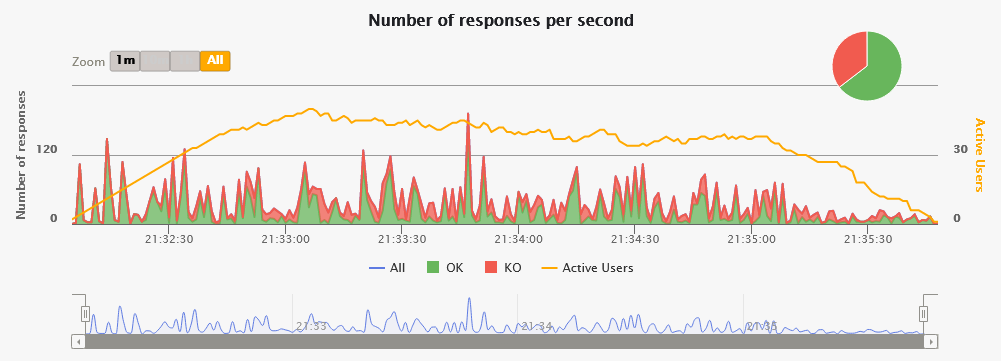 Number of responses per second
Zoom 1m All
Number of responses
120
0
Active Users
30
0
21:32:30 21:33:00 21:33:30 21:34:00 21:34:30 21:35:00 21:35:30
All OK KO Active Users
21:33 21:34 21:35